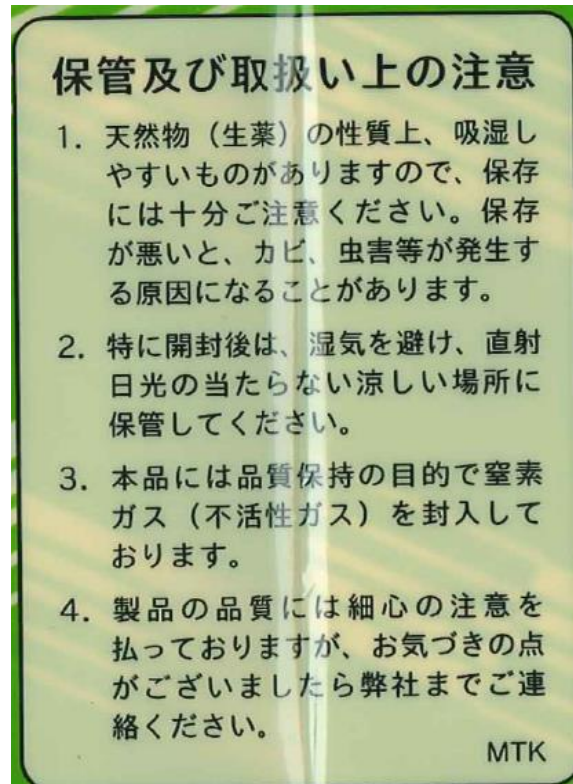 保管及び取扱い上の注意
1. 天然物（生薬）の性質上、吸湿し
やすいものがありますので、保存
には十分ご注意ください。保存
が悪いと、カビ、虫害等が発生す
る原因になることがあります。
2. 特に開封後は、湿気を避け、直射
日光の当たらない涼しい場所に
保管してください。
3. 本品には品質保持の目的で窒素
ガス（不活性ガス）を封入して
おります。
4. 製品の品質には細心の注意を
払っておりますが、お気づきの点
がございましたら弊社までご連
絡ください。
MTK